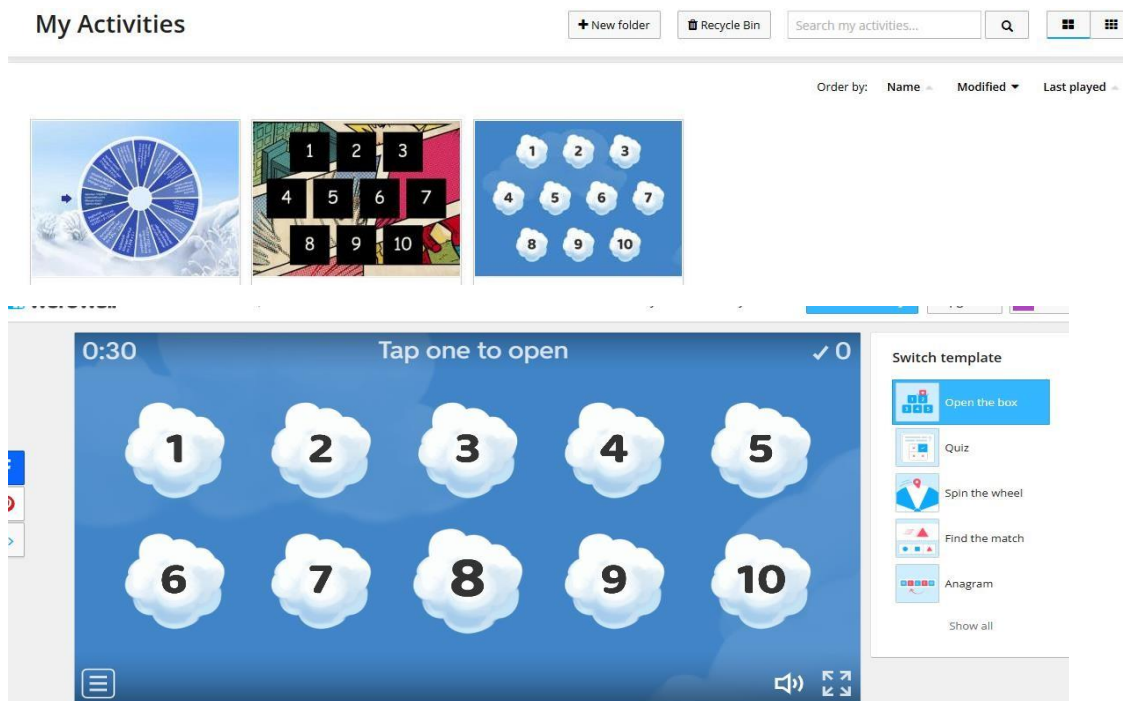 My Activities
New folder
Recycle Bin
Search my activities...
Order by: Name Modified Last played
1 2 3
4 5 6 7
8 9 10
1 2 3
4 5 6 7
8 9 10
0:30 Tap one to open 0
1 2 3 4 5
6 7 8 9 10
Switch template
Open the box
Quiz
Spin the wheel
Find the match
Anagram
Show all